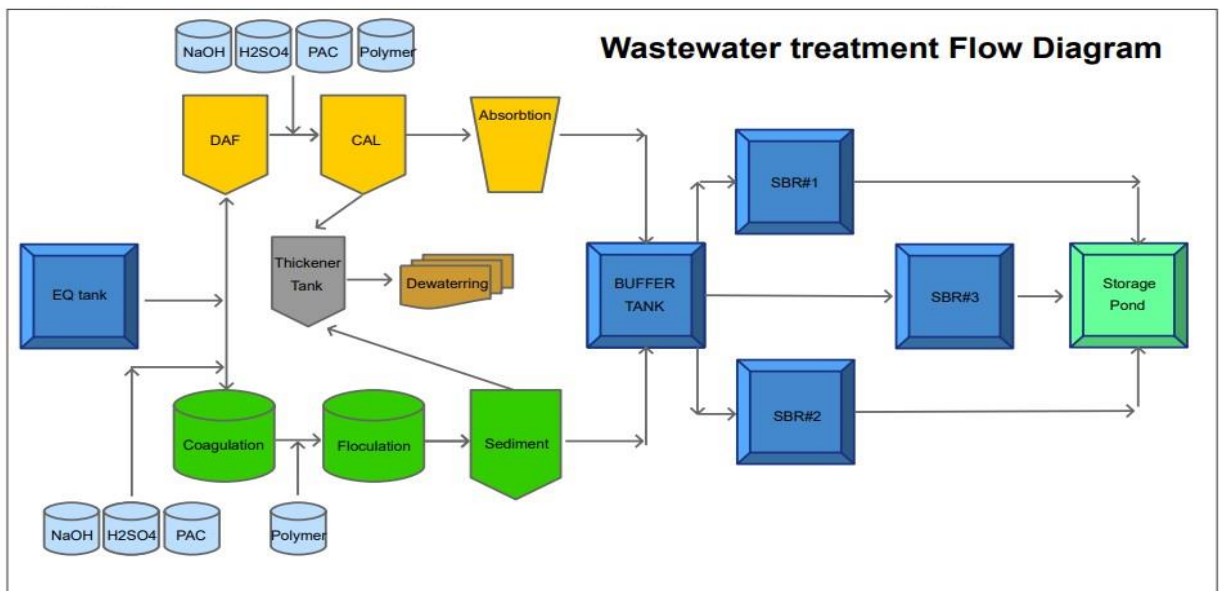 Wastewater treatment Flow Diagram
NaOH
H2SO4
PAC
Polymer
DAF
CAL
Absorbtion
SBR#1
EQ tank
Thickener
Tank
Dewaterring
BUFFER
TANK
SBR#3
Storage
Pond
Coagulation
Floculation
Sediment
SBR#2
NaOH
H2SO4
PAC
Polymer